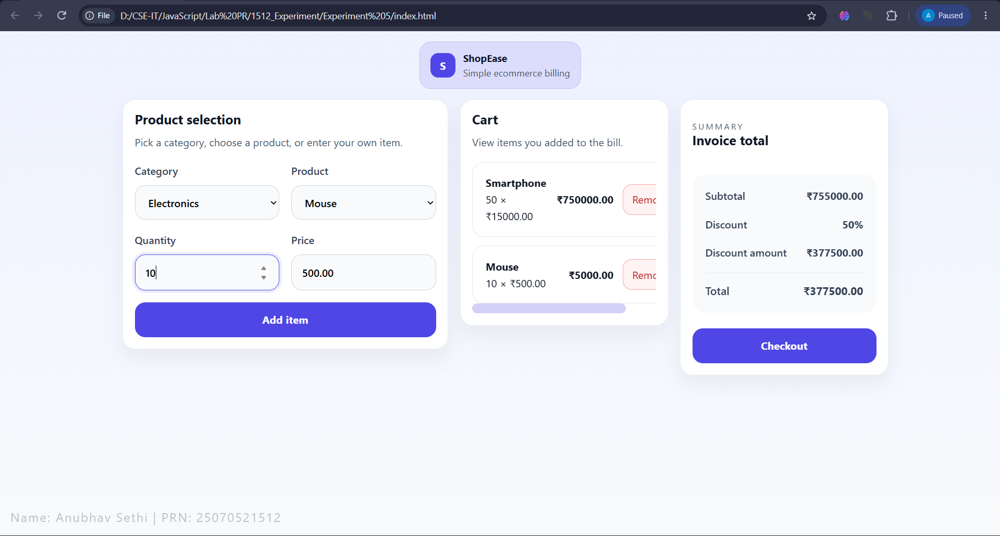 File D:/CSE-IT/JavaScript/Lab%20PR/1512_Experiment/Experiment%205/index.html
A Paused
S
ShopEase
Simple ecommerce billing
Product selection
Pick a category, choose a product, or enter your own item.
Category Product
Electronics Mouse
Quantity Price
10 500.00
Add item
Cart
View items you added to the bill.
Smartphone
50 ×
₹15000.00
₹750000.00
Remo
Mouse
10 × ₹500.00
₹5000.00
Remo
SUMMARY
Invoice total
Subtotal ₹755000.00
Discount 50%
Discount amount ₹377500.00
Total ₹377500.00
Checkout
Name: Anubhav Sethi | PRN: 25070521512